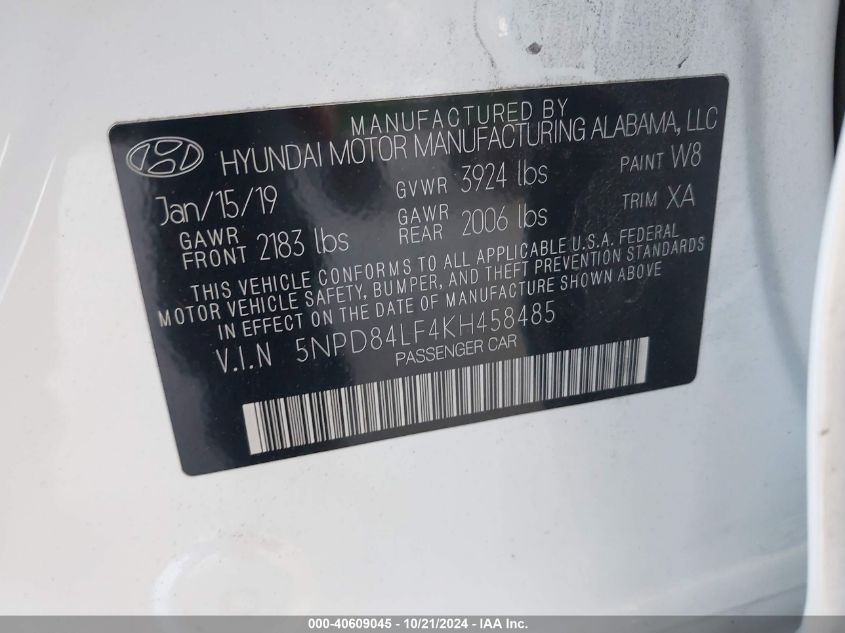 MANUFACTURED BY
HYUNDAI MOTOR MANUFACTURING ALABAMA, LLC
Jan/15/19 GVWR 3924 lbs PAINT W8
GAWR FRONT 2183 lbs GAWR REAR 2006 lbs TRIM XA
THIS VEHICLE CONFORMS TO ALL APPLICABLE U.S.A. FEDERAL
MOTOR VEHICLE SAFETY, BUMPER, AND THEFT PREVENTION STANDARDS
IN EFFECT ON THE DATE OF MANUFACTURE SHOWN ABOVE
V.I.N 5NPD84LF4KH458485
PASSENGER CAR
000-40609045 - 10/21/2024 - IAA Inc.